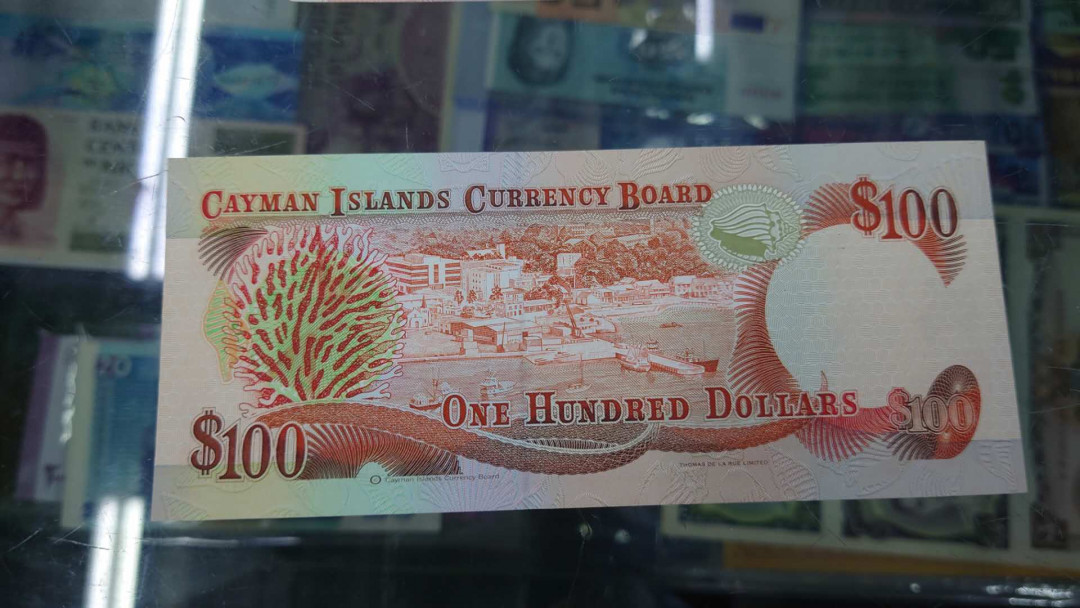 CAYMAN ISLANDS CURRENCY BOARD
$100
ONE HUNDRED DOLLARS
$100
$100
THOMAS DE LA RUE LIMITED
© Cayman Islands Currency Board
20